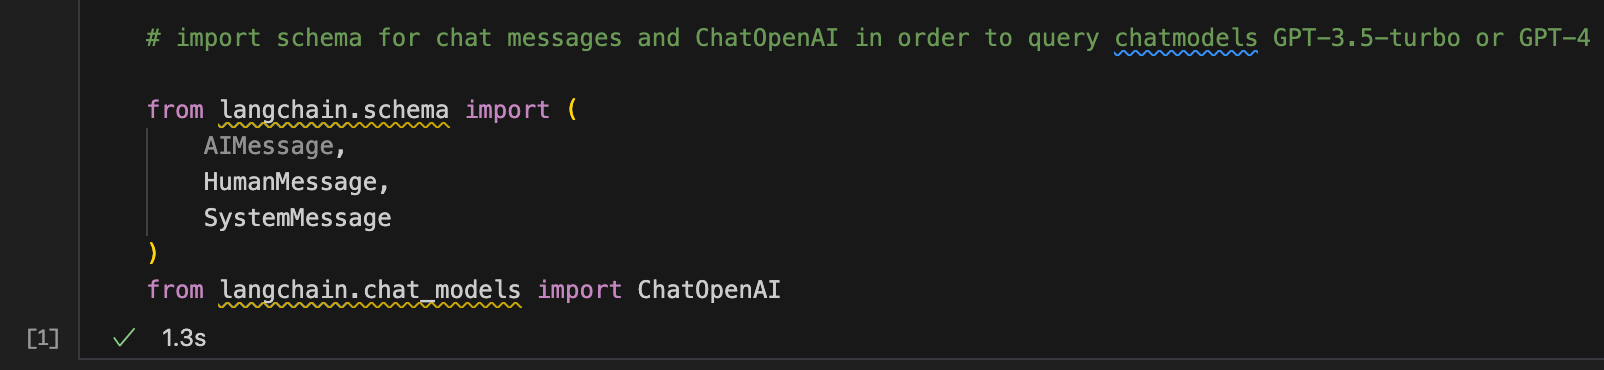 # import schema for chat messages and ChatOpenAI in order to query chatmodels GPT-3.5-turbo or GPT-4
from langchain.schema import (
    AIMessage,
    HumanMessage,
    SystemMessage
)
from langchain.chat_models import ChatOpenAI
[1] ✓ 1.3s